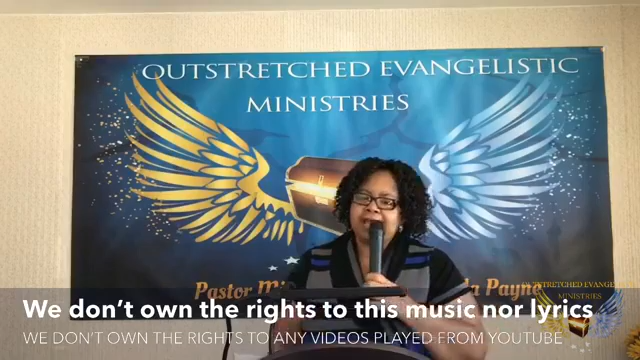 OUTSTRETCHED EVANGELISTIC
MINISTRIES
Pastor
Payne
We don't own the rights to this music nor lyrics
WE DON'T OWN THE RIGHTS TO ANY VIDEOS PLAYED FROM YOUTUBE
MINISTRIES